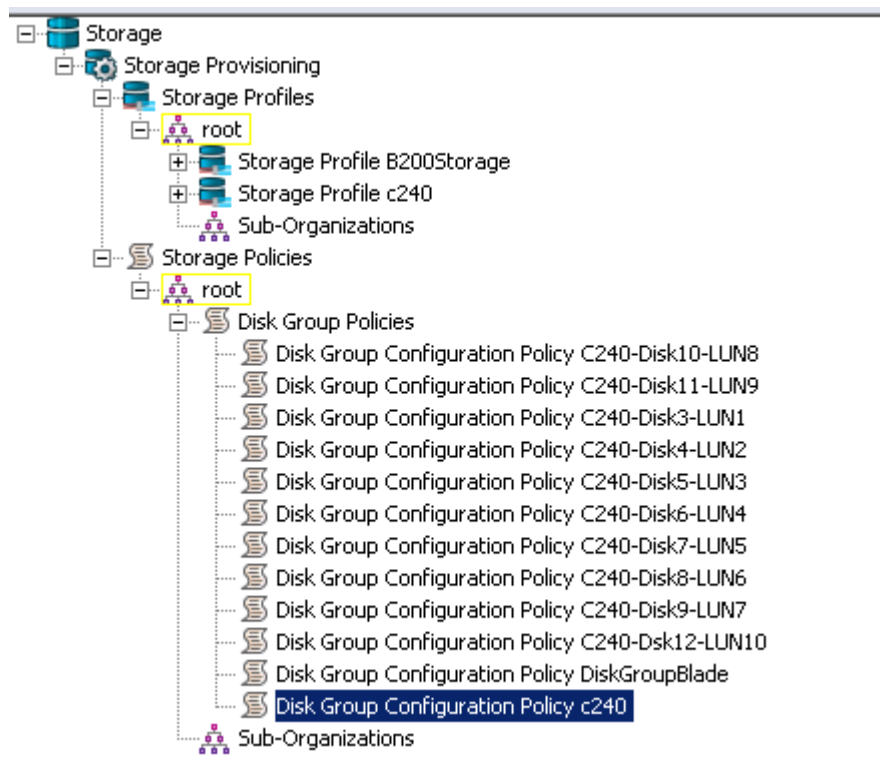 Storage
Storage Provisioning
Storage Profiles
root
Storage Profile B200Storage
Storage Profile c240
Sub-Organizations
Storage Policies
root
Disk Group Policies
Disk Group Configuration Policy C240-Disk10-LUN8
Disk Group Configuration Policy C240-Disk11-LUN9
Disk Group Configuration Policy C240-Disk3-LUN1
Disk Group Configuration Policy C240-Disk4-LUN2
Disk Group Configuration Policy C240-Disk5-LUN3
Disk Group Configuration Policy C240-Disk6-LUN4
Disk Group Configuration Policy C240-Disk7-LUN5
Disk Group Configuration Policy C240-Disk8-LUN6
Disk Group Configuration Policy C240-Disk9-LUN7
Disk Group Configuration Policy C240-Dsk12-LUN10
Disk Group Configuration Policy DiskGroupBlade
Disk Group Configuration Policy c240
Sub-Organizations